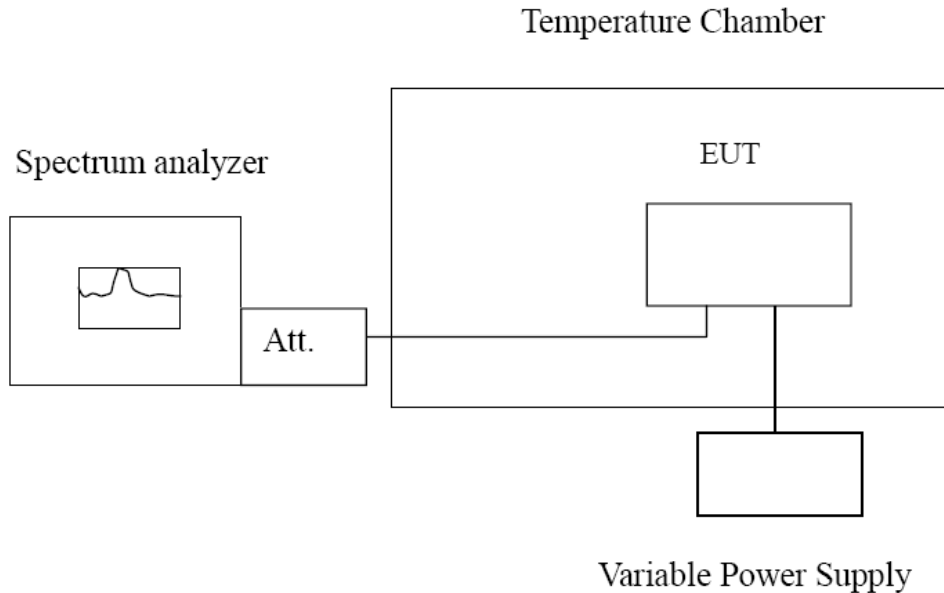 Temperature Chamber
Spectrum analyzer
EUT
Att.
Variable Power Supply